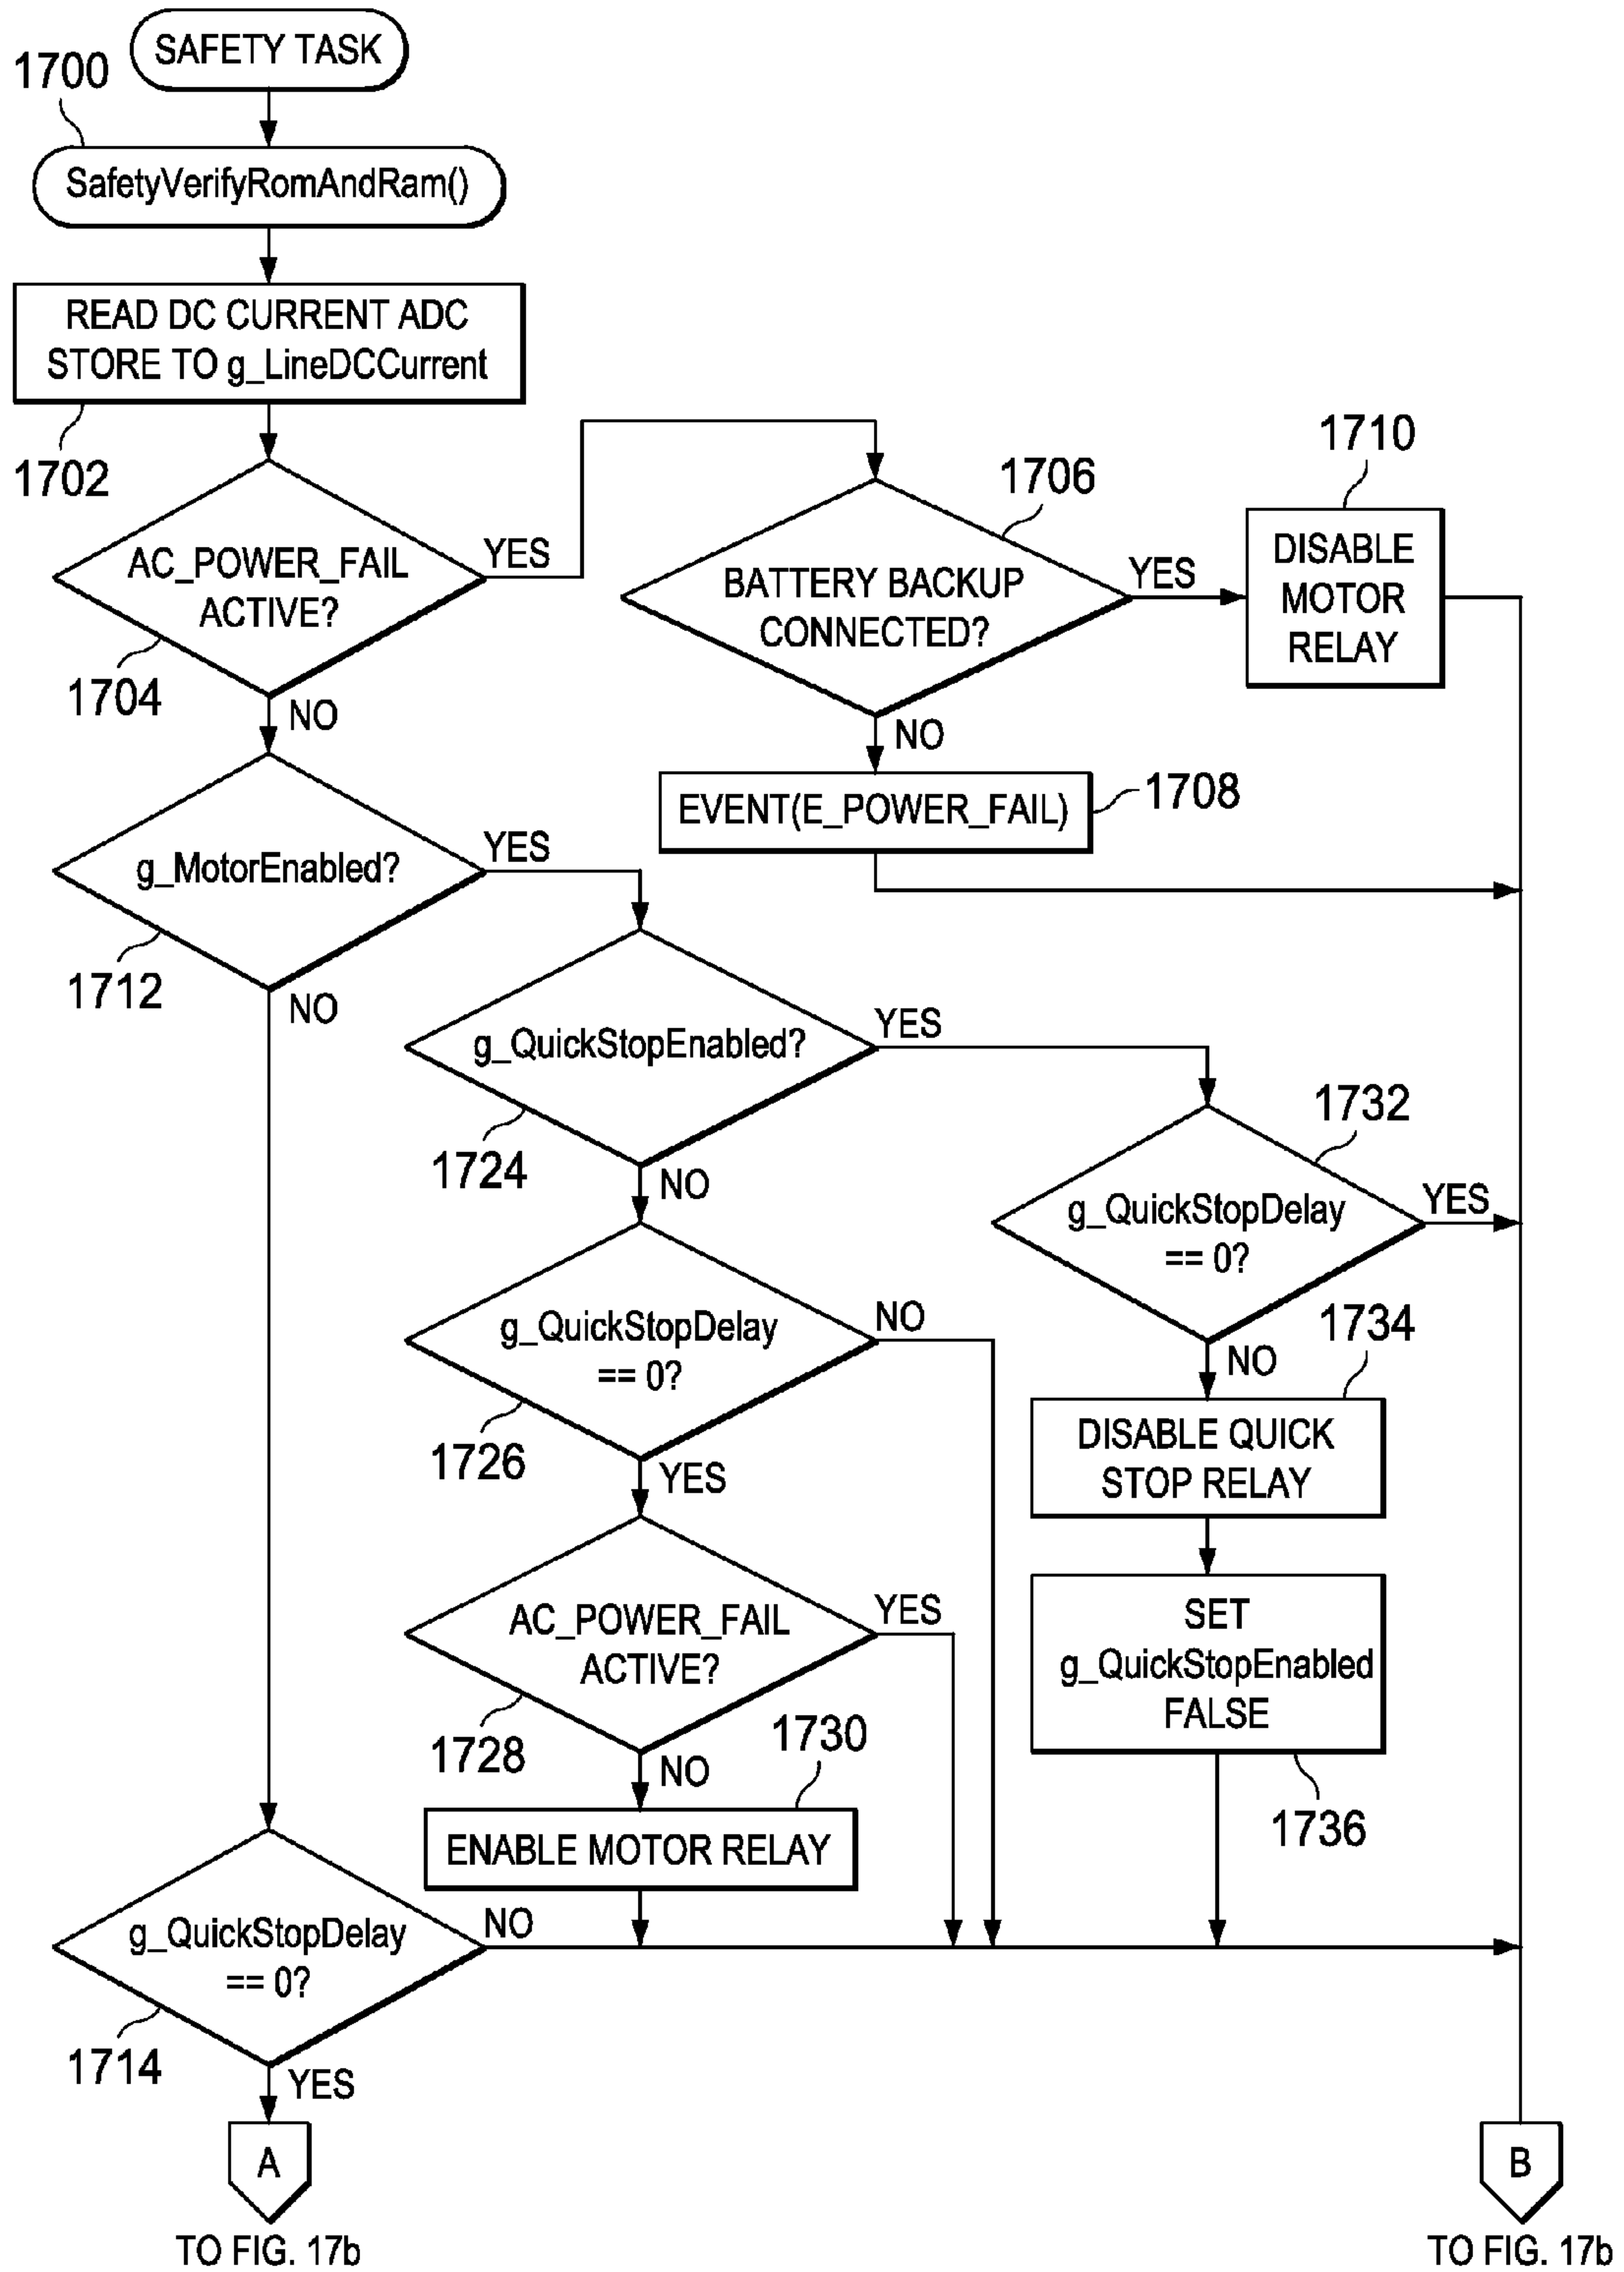 SAFETY TASK
1700
SafetyVerifyRomAndRam()
READ DC CURRENT ADC
STORE TO g_LineDCCurrent
1702
AC_POWER_FAIL
ACTIVE?
YES
1704
NO
1706
BATTERY BACKUP
CONNECTED?
YES
NO
1710
DISABLE
MOTOR
RELAY
EVENT(E_POWER_FAIL)
1708
g_MotorEnabled?
YES
1712
NO
g_QuickStopEnabled?
YES
1724
NO
1732
g_QuickStopDelay
== 0?
YES
NO
g_QuickStopDelay
== 0?
NO
1726
YES
1734
DISABLE QUICK
STOP RELAY
AC_POWER_FAIL
ACTIVE?
YES
1728
NO
SET
g_QuickStopEnabled
FALSE
1736
1730
ENABLE MOTOR RELAY
g_QuickStopDelay
== 0?
NO
1714
YES
A
TO FIG. 17b
B
TO FIG. 17b